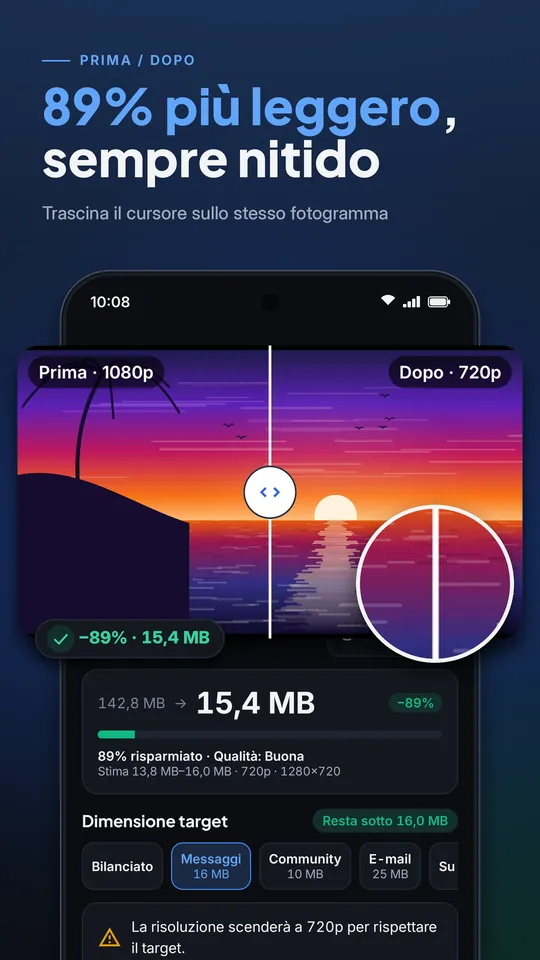 PRIMA / DOPO
89% più leggero,
sempre nitido
Trascina il cursore sullo stesso fotogramma
10:08
Prima · 1080p
Dopo · 720p
−89% · 15,4 MB
142,8 MB → 15,4 MB
−89%
89% risparmiato · Qualità: Buona
Stima 13,8 MB–16,0 MB · 720p · 1280×720
Dimensione target
Resta sotto 16,0 MB
Bilanciato
Messaggi
16 MB
Community
10 MB
E-mail
25 MB
Su
La risoluzione scenderà a 720p per rispettare
il target.